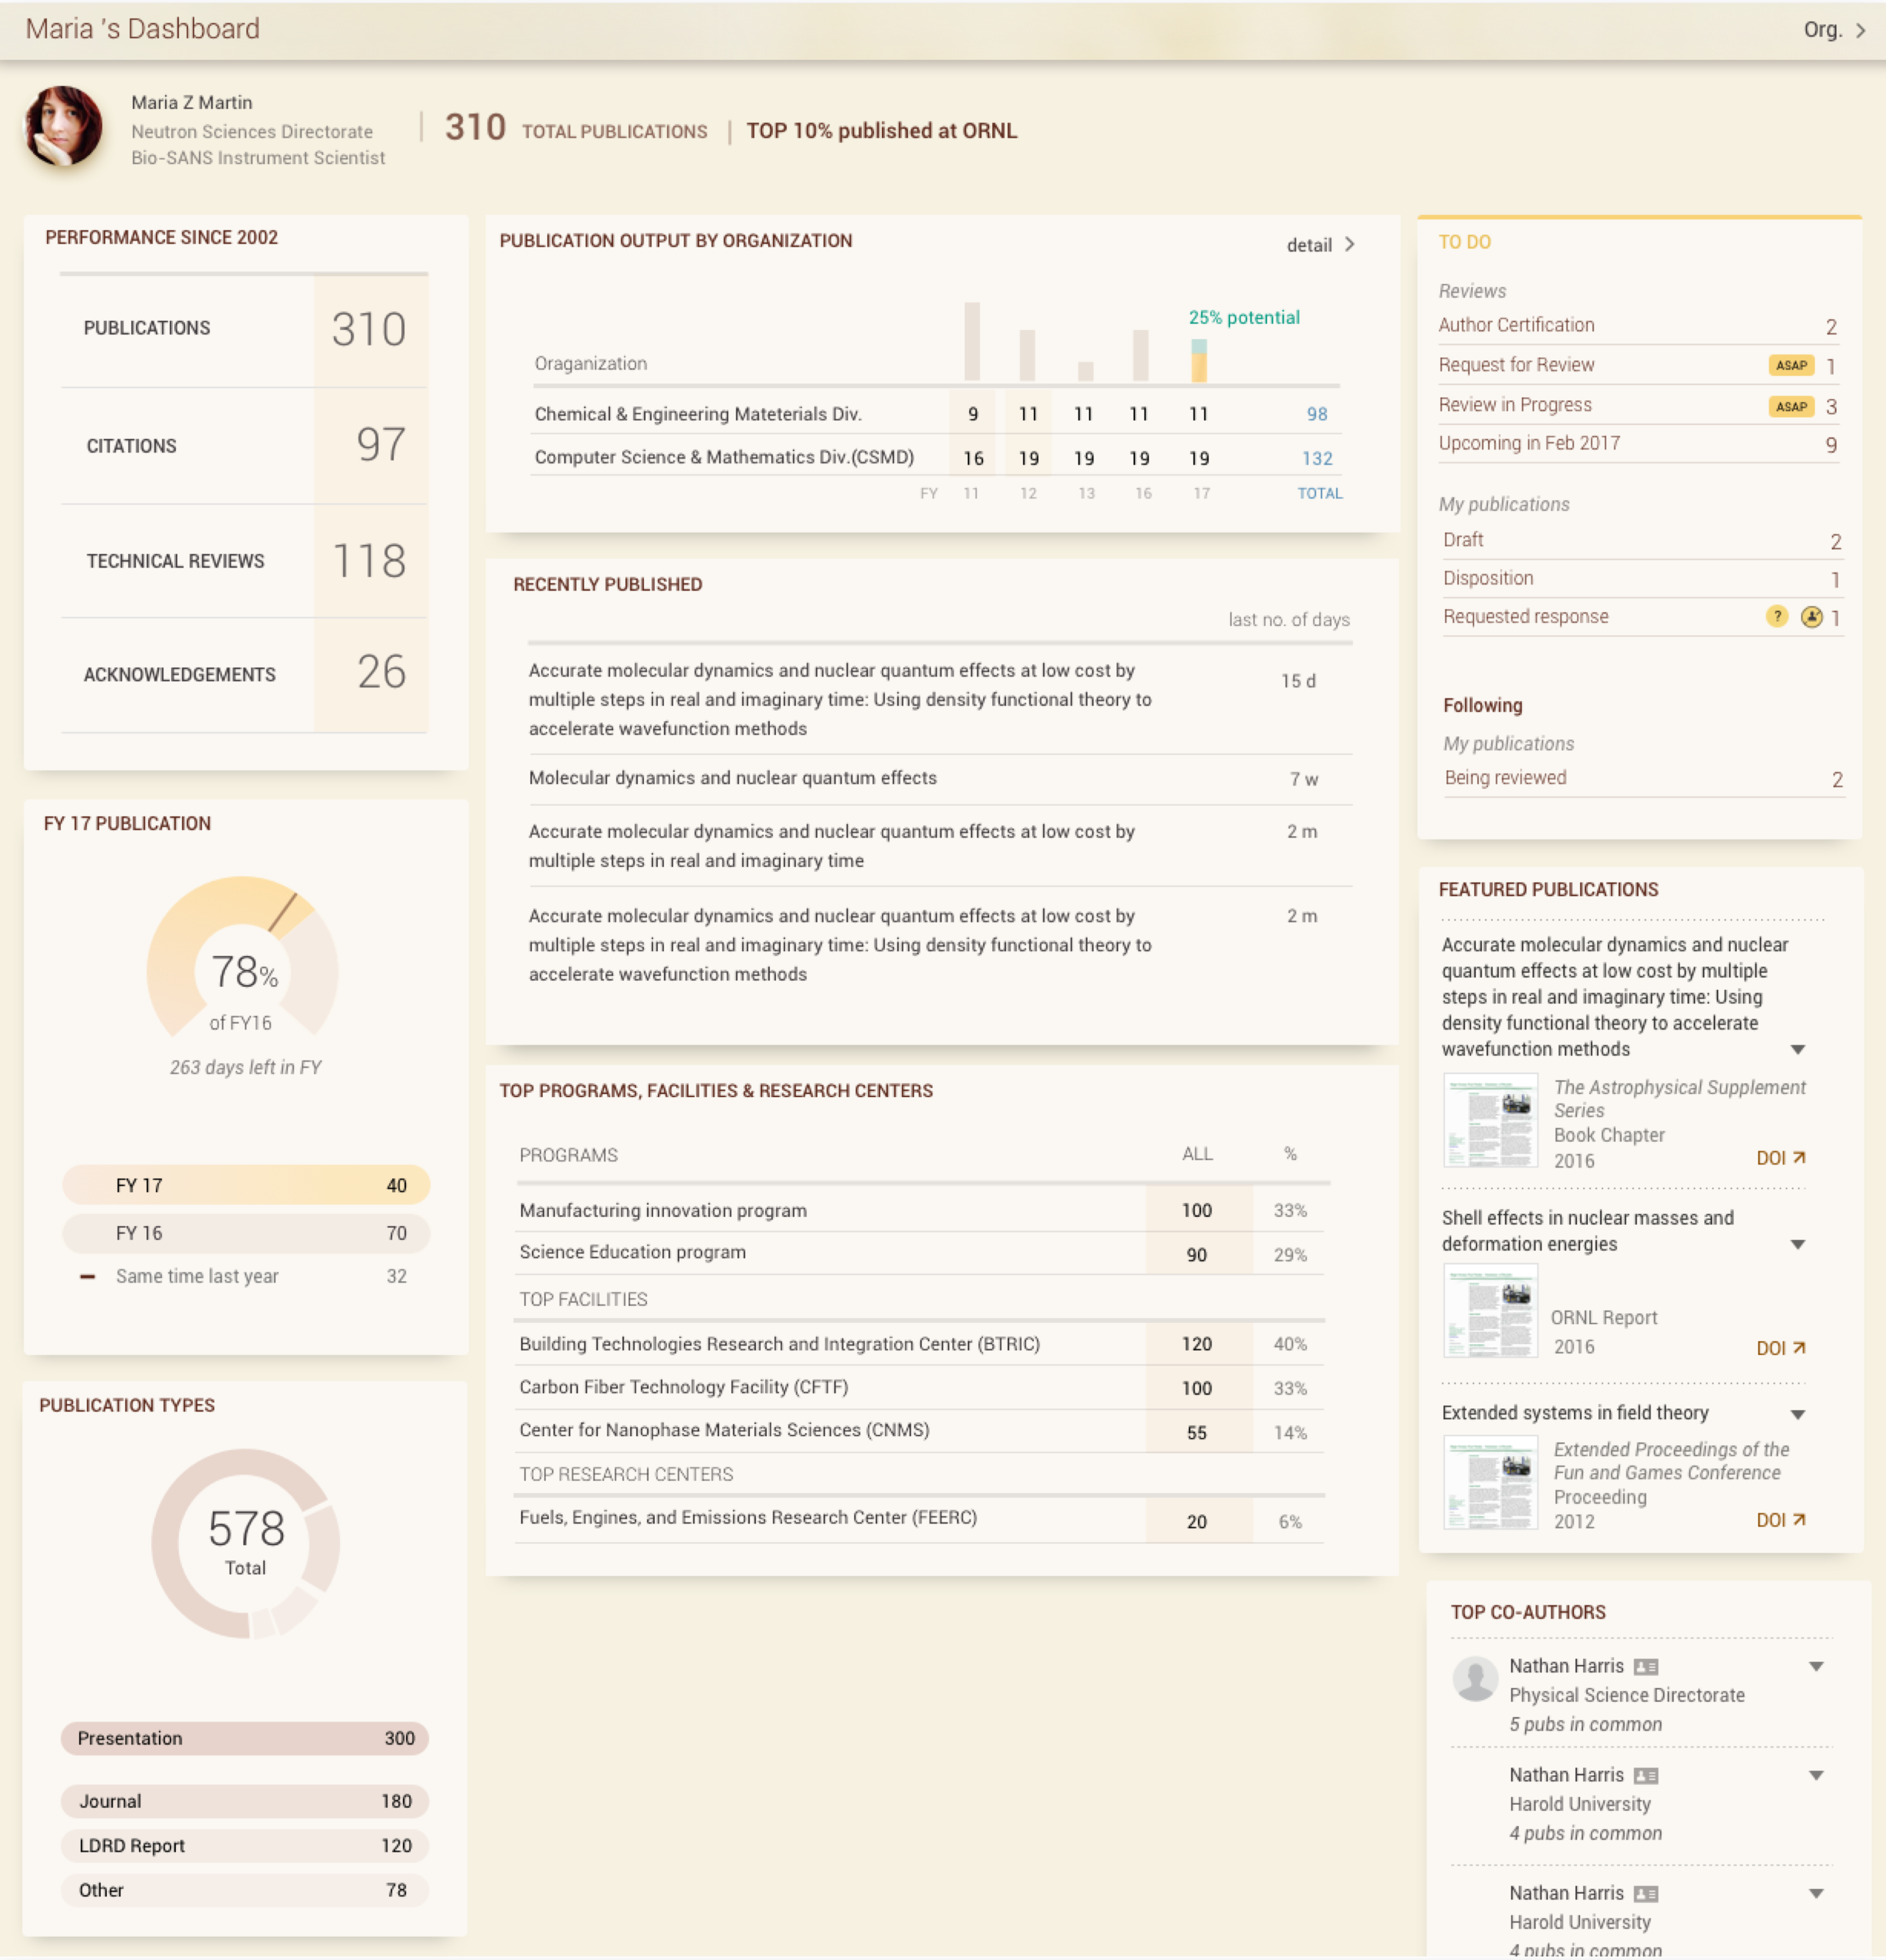 Maria 's Dashboard
Org. >
Maria Z Martin
Neutron Sciences Directorate
Bio-SANS Instrument Scientist
310 TOTAL PUBLICATIONS | TOP 10% published at ORNL
PERFORMANCE SINCE 2002
PUBLICATIONS 310
CITATIONS 97
TECHNICAL REVIEWS 118
ACKNOWLEDGEMENTS 26
FY 17 PUBLICATION
78%
of FY16
263 days left in FY
FY 17 40
FY 16 70
Same time last year 32
PUBLICATION TYPES
578
Total
Presentation 300
Journal 180
LDRD Report 120
Other 78
PUBLICATION OUTPUT BY ORGANIZATION
detail >
25% potential
Oraganization
Chemical & Engineering Mateterials Div. 9 11 11 11 11 98
Computer Science & Mathematics Div.(CSMD) 16 19 19 19 19 132
FY 11 12 13 16 17 TOTAL
RECENTLY PUBLISHED
last no. of days
Accurate molecular dynamics and nuclear quantum effects at low cost by
multiple steps in real and imaginary time: Using density functional theory to
accelerate wavefunction methods
15 d
Molecular dynamics and nuclear quantum effects 7 w
Accurate molecular dynamics and nuclear quantum effects at low cost by 2 m
multiple steps in real and imaginary time
Accurate molecular dynamics and nuclear quantum effects at low cost by 2 m
multiple steps in real and imaginary time: Using density functional theory to
accelerate wavefunction methods
TOP PROGRAMS, FACILITIES & RESEARCH CENTERS
PROGRAMS ALL %
Manufacturing innovation program 100 33%
Science Education program 90 29%
TOP FACILITIES
Building Technologies Research and Integration Center (BTRIC) 120 40%
Carbon Fiber Technology Facility (CFTF) 100 33%
Center for Nanophase Materials Sciences (CNMS) 55 14%
TOP RESEARCH CENTERS
Fuels, Engines, and Emissions Research Center (FEERC) 20 6%
TO DO
Reviews
Author Certification 2
Request for Review ASAP 1
Review in Progress ASAP 3
Upcoming in Feb 2017 9
My publications
Draft 2
Disposition 1
Requested response ? 1
Following
My publications
Being reviewed 2
FEATURED PUBLICATIONS
Accurate molecular dynamics and nuclear
quantum effects at low cost by multiple
steps in real and imaginary time: Using
density functional theory to accelerate
wavefunction methods
The Astrophysical Supplement
Series
Book Chapter
2016 DOI
Shell effects in nuclear masses and
deformation energies
ORNL Report
2016 DOI
Extended systems in field theory
Extended Proceedings of the
Fun and Games Conference
Proceeding
2012 DOI
TOP CO-AUTHORS
Nathan Harris
Physical Science Directorate
5 pubs in common
Nathan Harris
Harold University
4 pubs in common
Nathan Harris
Harold University
4 pubs in common